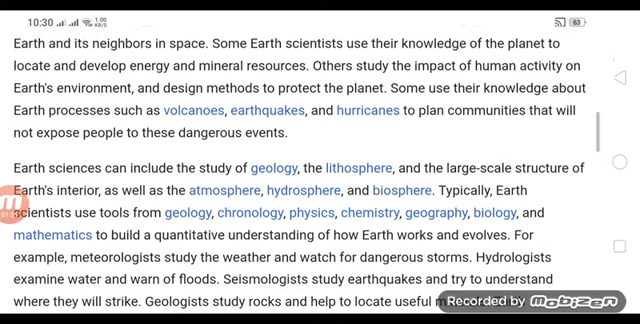 10:30 1.00 KB/S 63
Earth and its neighbors in space. Some Earth scientists use their knowledge of the planet to
locate and develop energy and mineral resources. Others study the impact of human activity on
Earth's environment, and design methods to protect the planet. Some use their knowledge about
Earth processes such as volcanoes, earthquakes, and hurricanes to plan communities that will
not expose people to these dangerous events.
Earth sciences can include the study of geology, the lithosphere, and the large-scale structure of
Earth's interior, as well as the atmosphere, hydrosphere, and biosphere. Typically, Earth
scientists use tools from geology, chronology, physics, chemistry, geography, biology, and
mathematics to build a quantitative understanding of how Earth works and evolves. For
example, meteorologists study the weather and watch for dangerous storms. Hydrologists
examine water and warn of floods. Seismologists study earthquakes and try to understand
where they will strike. Geologists study rocks and help to locate useful
Recorded by Mobizen